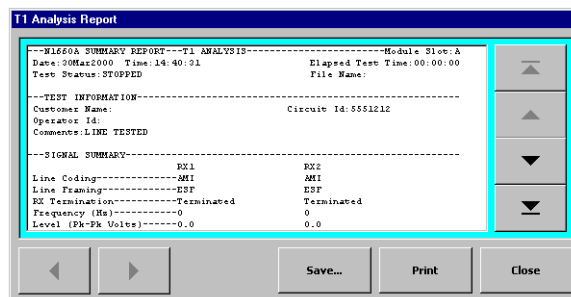 T1 Analysis Report
---N1660A SUMMARY REPORT---T1 ANALYSIS-----------------------Module Slot:A
Date:30Mar2000 Time:14:40:31 Elapsed Test Time:00:00:00
Test Status:STOPPED File Name:
---TEST INFORMATION---
Customer Name: Circuit Id:5551212
Operator Id:
Comments:LINE TESTED
---SIGNAL SUMMARY---
RX1 RX2
Line Coding--------------AMI AMI
Line Framing-------------ESF ESF
RX Termination-----------Terminated Terminated
Frequency (Hz)-----------0 0
Level (Pk-Pk Volts)------0.0 0.0
Save... Print Close